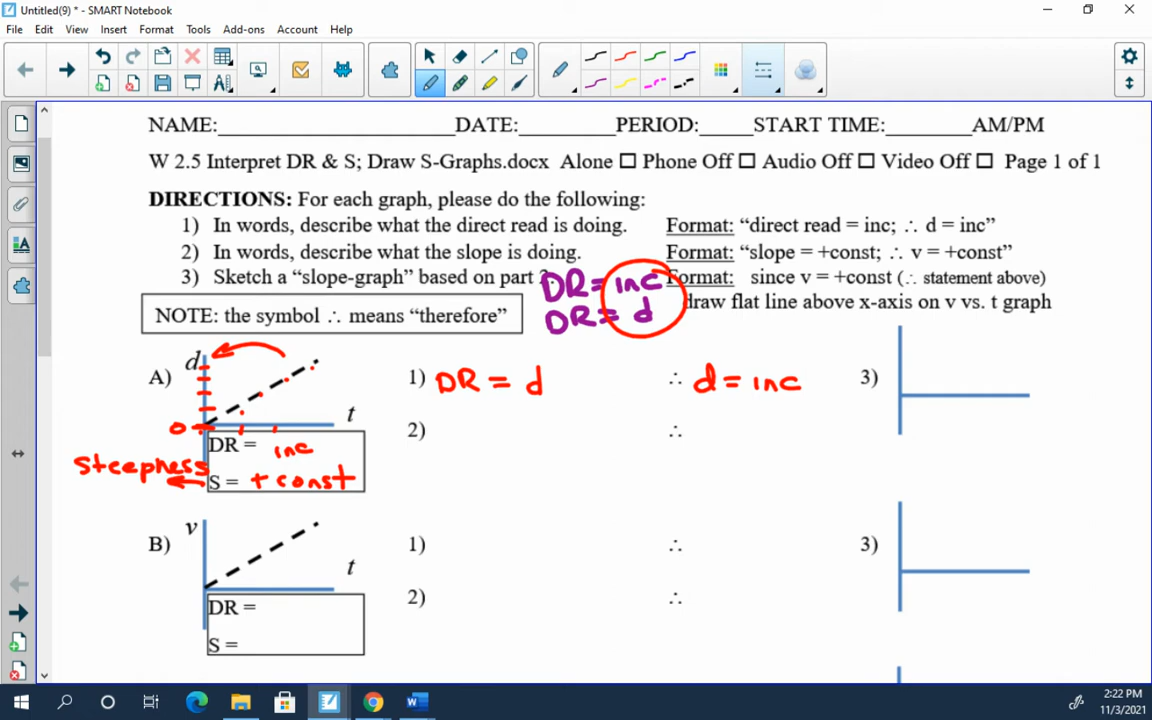 Untitled(9) * - SMART Notebook
File Edit View Insert Format Tools Add-ons Account Help
NAME:________________________DATE:________PERIOD:_____START TIME:________AM/PM
W 2.5 Interpret DR & S; Draw S-Graphs.docx Alone ☐ Phone Off ☐ Audio Off ☐ Video Off ☐ Page 1 of 1
DIRECTIONS: For each graph, please do the following:
1) In words, describe what the direct read is doing. Format: “direct read = inc; ∴ d = inc”
2) In words, describe what the slope is doing. Format: “slope = +const; ∴ v = +const”
3) Sketch a “slope-graph” based on part Format: since v = +const (∴ statement above)
DR = inc
draw flat line above x-axis on v vs. t graph
NOTE: the symbol ∴ means “therefore”
DR = d
d
A) 1) DR = d ∴ d = inc 3)
t
0
2) ∴
DR = inc
steepness
S = + const
v
B) 1) ∴ 3)
t
2) ∴
DR =
S =
2:22 PM
11/3/2021